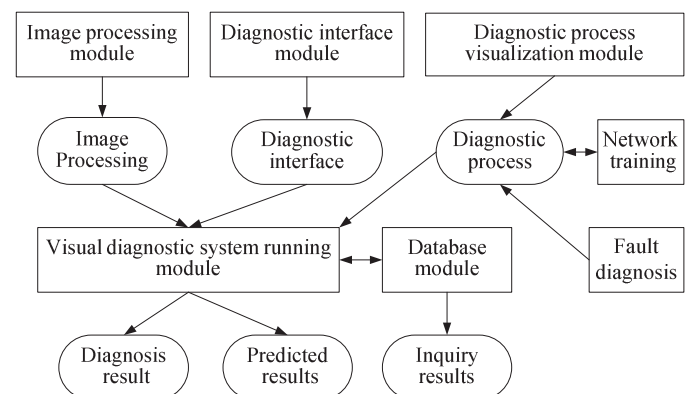 Image processing
module
Diagnostic interface
module
Diagnostic process
visualization module
Image
Processing
Diagnostic
interface
Diagnostic
process
Network
training
Visual diagnostic system running
module
Database
module
Fault
diagnosis
Diagnosis
result
Predicted
results
Inquiry
results